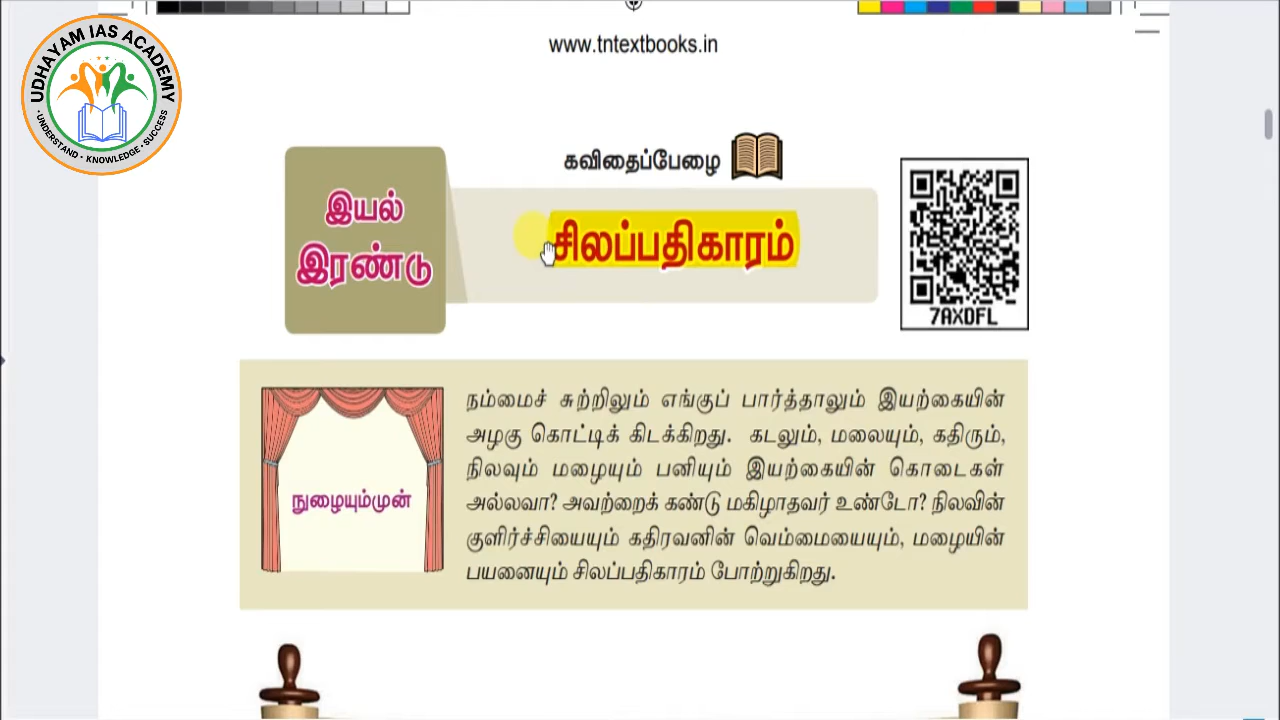 UDHAYAM IAS ACADEMY
• UNDERSTAND • KNOWLEDGE • SUCCESS
www.tntextbooks.in
கவிதைப்பேழை
இயல்
இரண்டு
சிலப்பதிகாரம்
7AXDFL
நம்மைச் சுற்றிலும் எங்குப் பார்த்தாலும் இயற்கையின்
அழகு கொட்டிக் கிடக்கிறது. கடலும், மலையும், கதிரும்,
நிலவும் மழையும் பனியும் இயற்கையின் கொடைகள்
அல்லவா? அவற்றைக் கண்டு மகிழாதவர் உண்டோ? நிலவின்
குளிர்ச்சியையும் கதிரவனின் வெம்மையையும், மழையின்
பயனையும் சிலப்பதிகாரம் போற்றுகிறது.
நுழையும்முன்